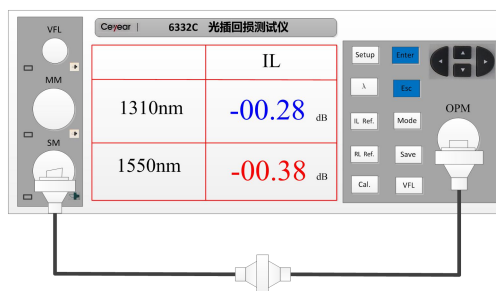 VFL
MM
SM
Ceyear 6332C 光插回损测试仪
IL
1310nm -00.28 dB
1550nm -00.38 dB
Setup Enter
λ Esc
IL Ref. Mode
RL Ref. Save
Cal. VFL
OPM